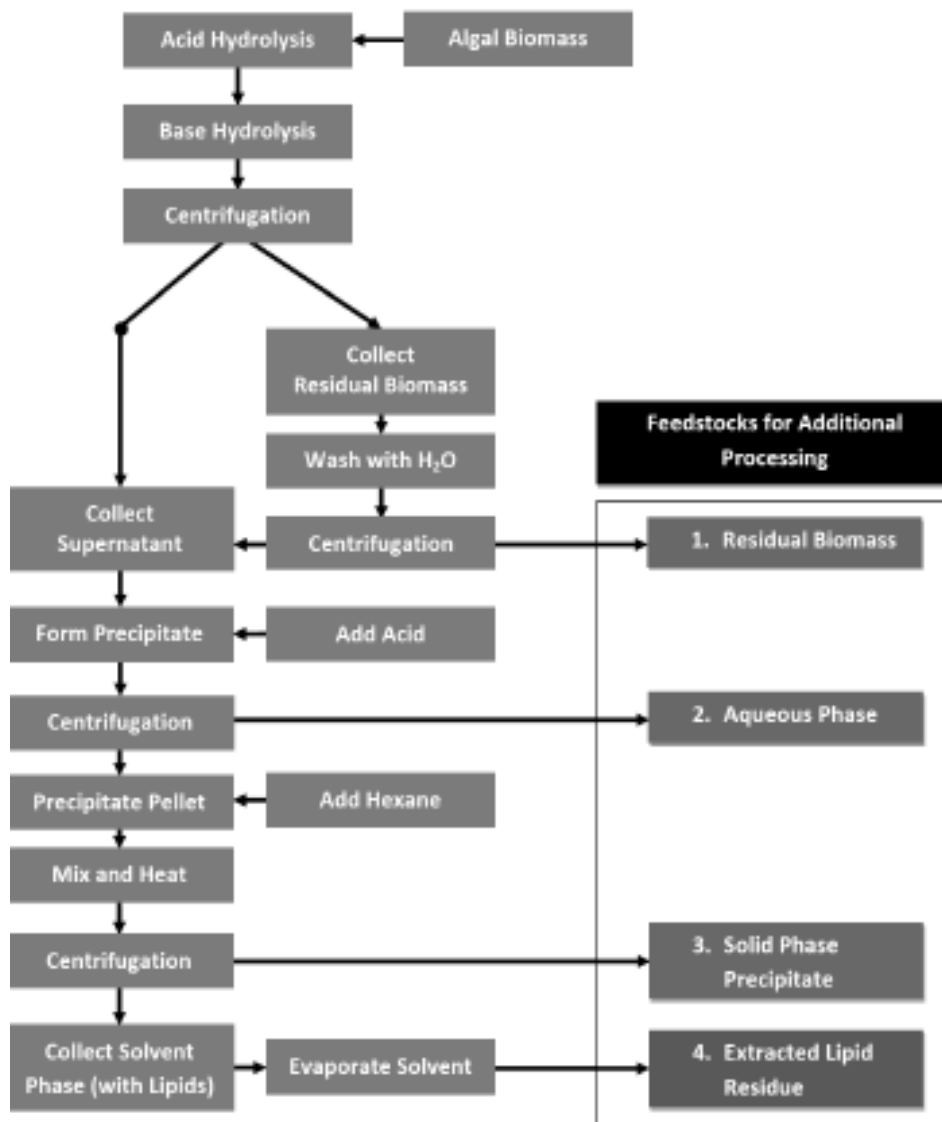 Acid Hydrolysis
Algal Biomass
Base Hydrolysis
Centrifugation
Collect
Residual Biomass
Wash with H₂O
Feedstocks for Additional
Processing
Collect
Supernatant
Centrifugation
1. Residual Biomass
Form Precipitate
Add Acid
Centrifugation
2. Aqueous Phase
Precipitate Pellet
Add Hexane
Mix and Heat
Centrifugation
3. Solid Phase
Precipitate
Collect Solvent
Phase (with Lipids)
Evaporate Solvent
4. Extracted Lipid
Residue